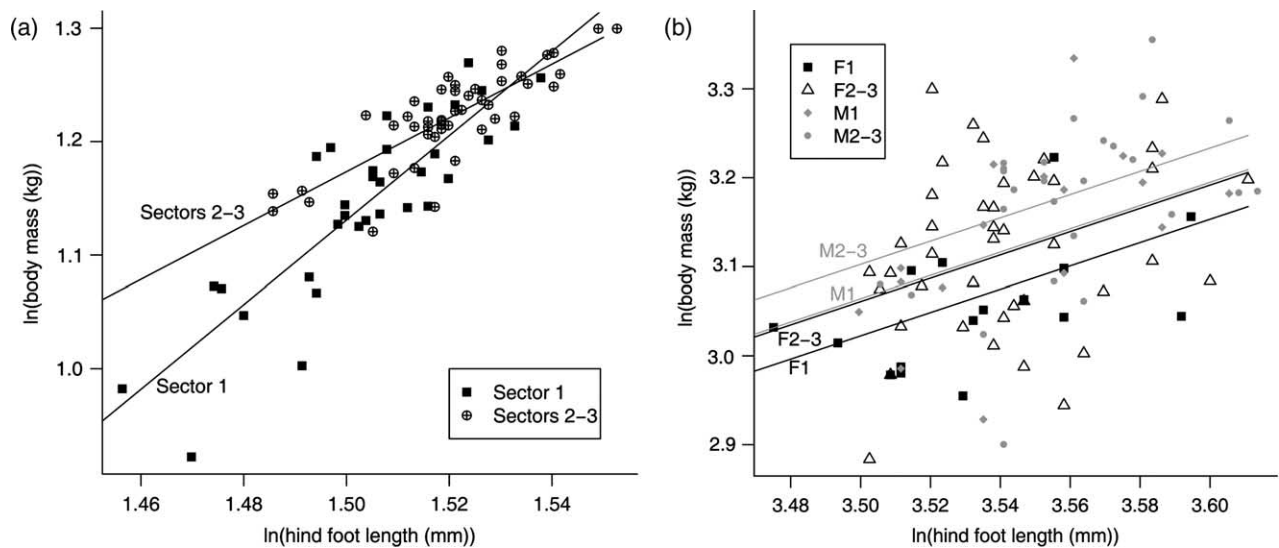 (a)
1.3
1.2
1.1
1.0
ln(body mass (kg))
Sectors 2–3
Sector 1
Sector 1
Sectors 2–3
1.46
1.48
1.50
1.52
1.54
ln(hind foot length (mm))
(b)
3.3
3.2
3.1
3.0
2.9
ln(body mass (kg))
F1
F2–3
M1
M2–3
M2–3
M1
F2–3
F1
3.48
3.50
3.52
3.54
3.56
3.58
3.60
ln(hind foot length (mm))